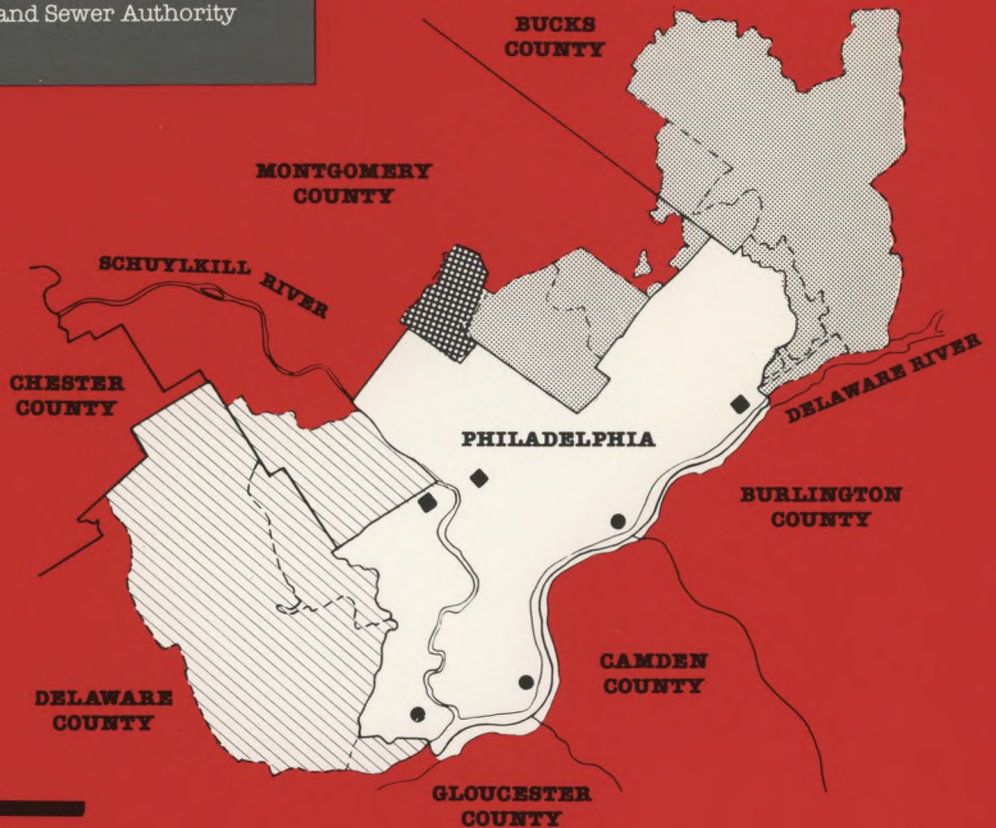 and Sewer Authority
BUCKS
COUNTY
MONTGOMERY
COUNTY
SCHUYLKILL RIVER
CHESTER
COUNTY
DELAWARE RIVER
PHILADELPHIA
BURLINGTON
COUNTY
CAMDEN
COUNTY
DELAWARE
COUNTY
GLOUCESTER
COUNTY